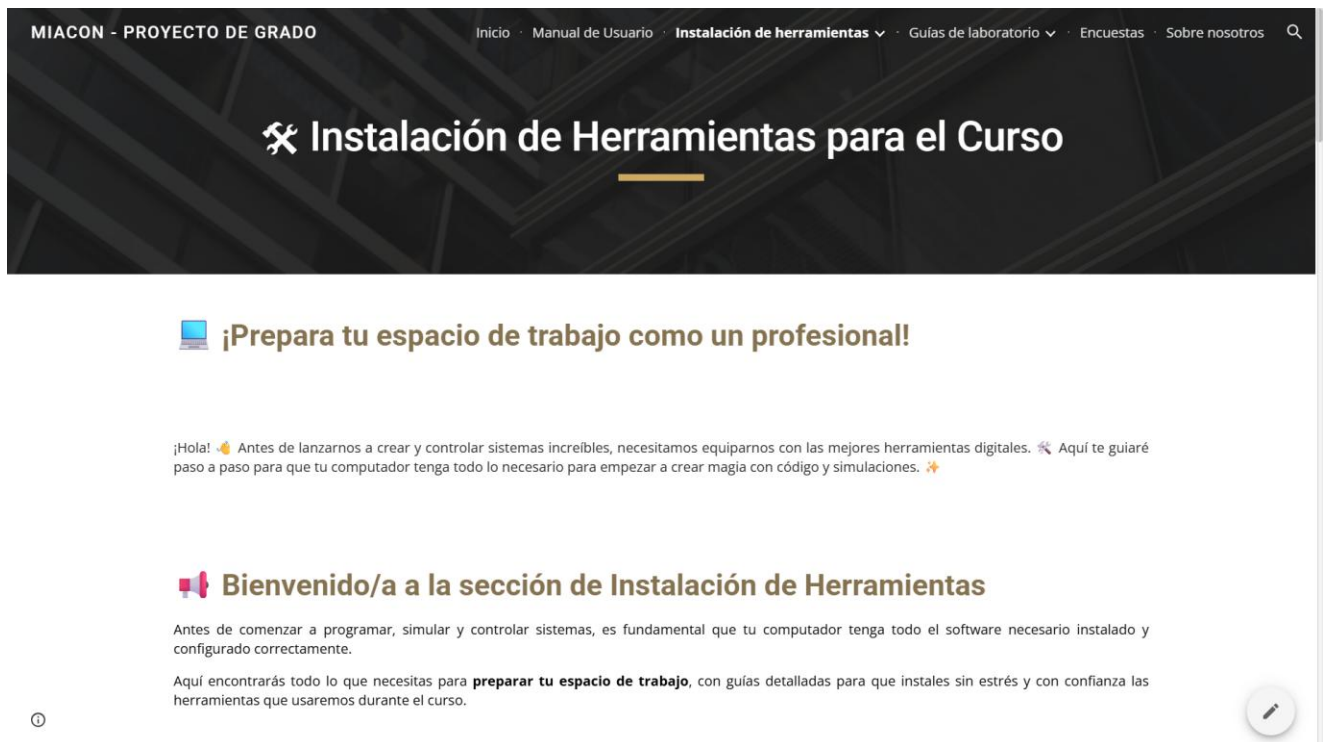 MIACON - PROYECTO DE GRADO
Inicio · Manual de Usuario · Instalación de herramientas · Guías de laboratorio · Encuestas · Sobre nosotros
🛠 Instalación de Herramientas para el Curso
💻 ¡Prepara tu espacio de trabajo como un profesional!
¡Hola! 👋 Antes de lanzarnos a crear y controlar sistemas increíbles, necesitamos equiparnos con las mejores herramientas digitales. 🛠 Aquí te guiaré
paso a paso para que tu computador tenga todo lo necesario para empezar a crear magia con código y simulaciones. ✨
📢 Bienvenido/a a la sección de Instalación de Herramientas
Antes de comenzar a programar, simular y controlar sistemas, es fundamental que tu computador tenga todo el software necesario instalado y
configurado correctamente.
Aquí encontrarás todo lo que necesitas para preparar tu espacio de trabajo, con guías detalladas para que instales sin estrés y con confianza las
herramientas que usaremos durante el curso.